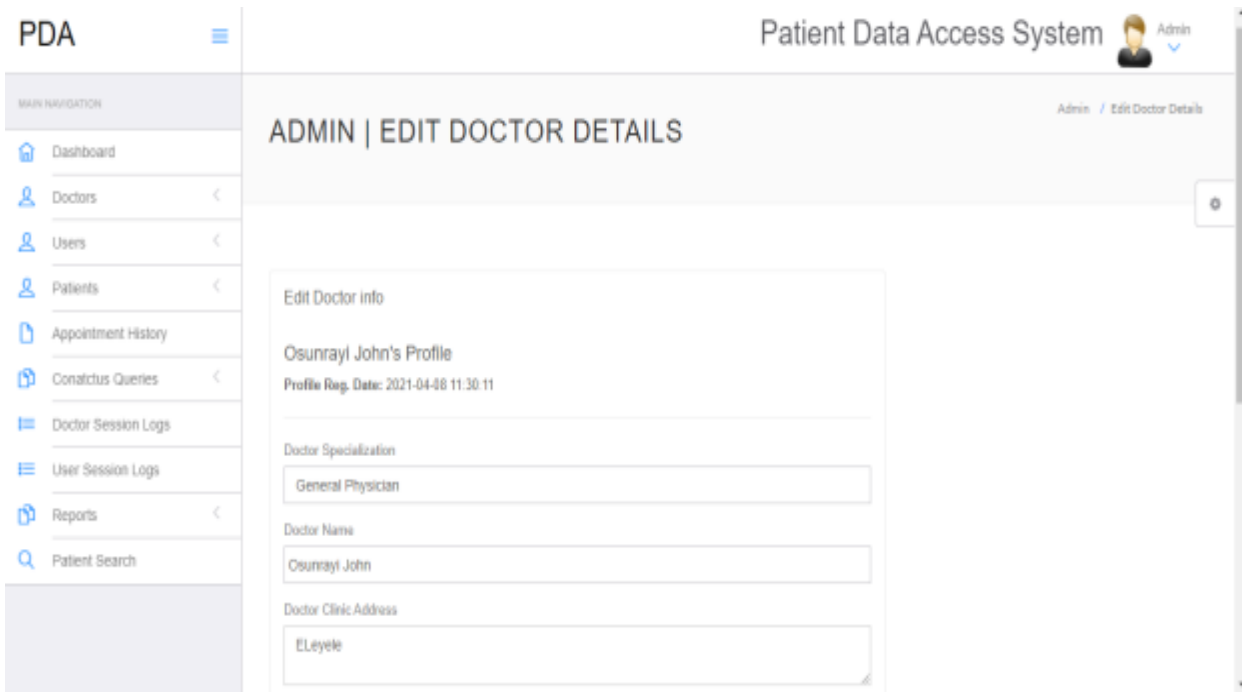 PDA
Patient Data Access System
Admin
MAIN NAVIGATION
Dashboard
Doctors
Users
Patients
Appointment History
Conatctus Queries
Doctor Session Logs
User Session Logs
Reports
Patient Search
ADMIN | EDIT DOCTOR DETAILS
Admin / Edit Doctor Details
Edit Doctor info
Osunrayi John's Profile
Profile Reg. Date: 2021-04-08 11:30:11
Doctor Specialization
General Physician
Doctor Name
Osunrayi John
Doctor Clinic Address
ELeyele